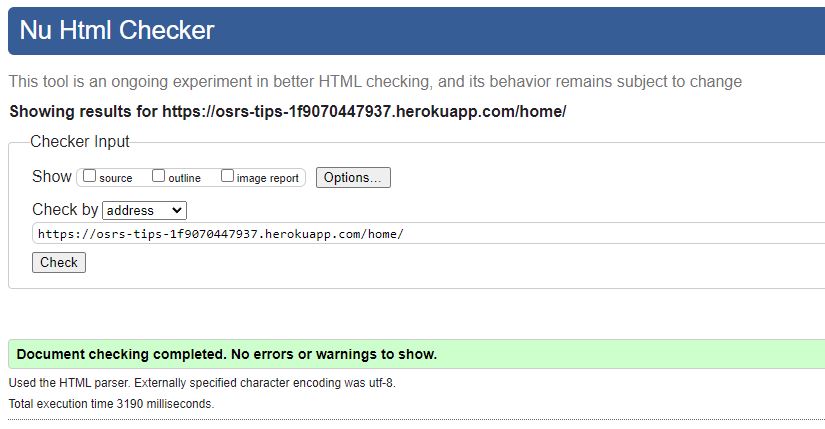 Nu Html Checker
This tool is an ongoing experiment in better HTML checking, and its behavior remains subject to change
Showing results for https://osrs-tips-1f9070447937.herokuapp.com/home/
Checker Input
Show source outline image report Options...
Check by address
https://osrs-tips-1f9070447937.herokuapp.com/home/
Check
Document checking completed. No errors or warnings to show.
Used the HTML parser. Externally specified character encoding was utf-8.
Total execution time 3190 milliseconds.